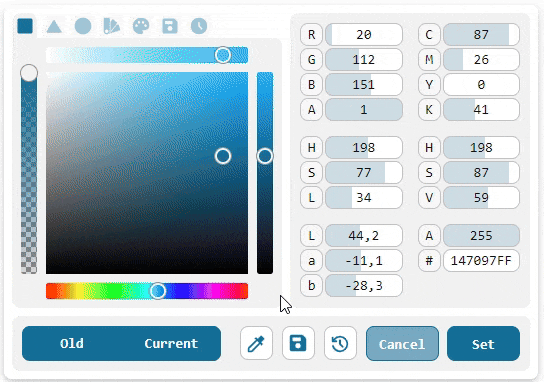 R 20 C 87
G 112 M 26
B 151 Y 0
A 1 K 41
H 198 H 198
S 77 S 87
L 34 V 59
L 44,2 A 255
a -11,1 # 147097FF
b -28,3
Old Current Cancel Set